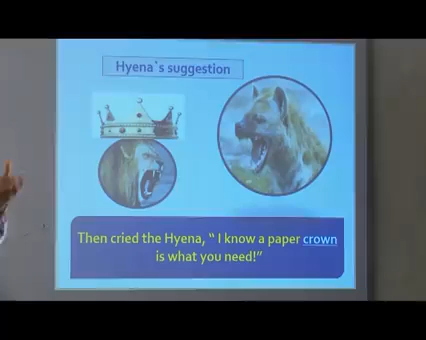 Hyena's suggestion
Then cried the Hyena, “ I know a paper crown
is what you need!”